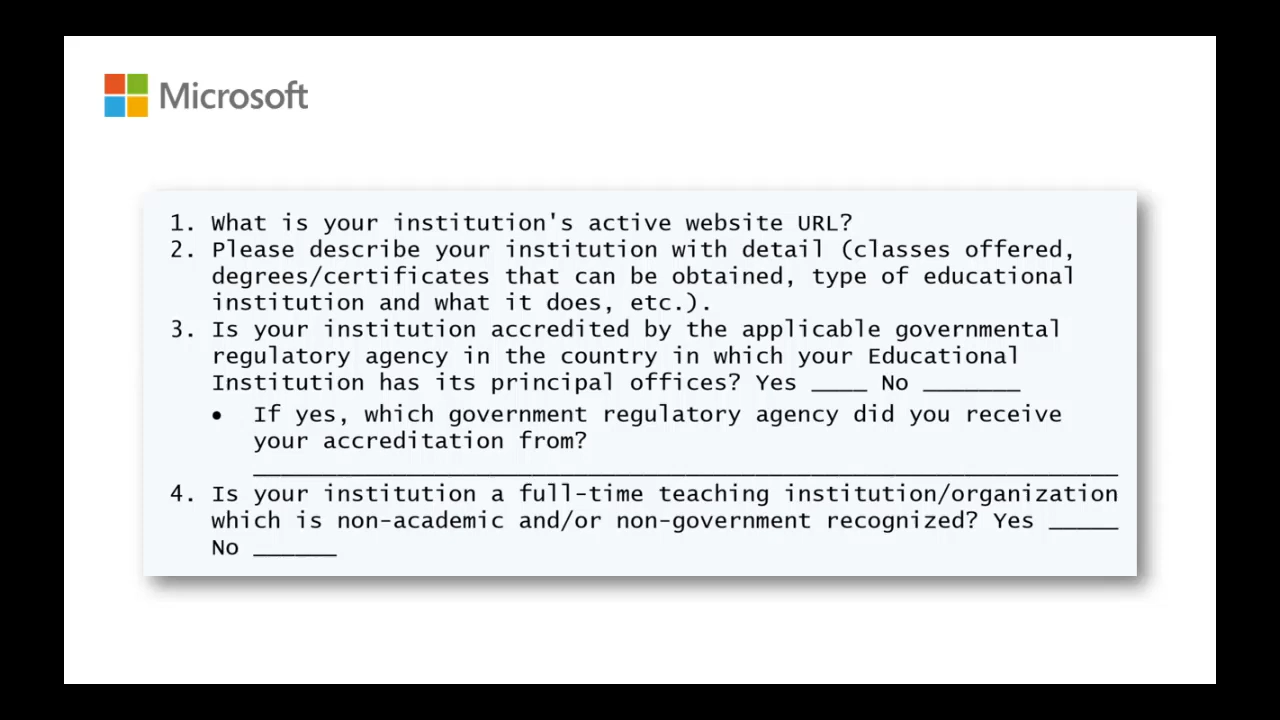 Microsoft
1. What is your institution's active website URL?
2. Please describe your institution with detail (classes offered,
degrees/certificates that can be obtained, type of educational
institution and what it does, etc.).
3. Is your institution accredited by the applicable governmental
regulatory agency in the country in which your Educational
Institution has its principal offices? Yes ____ No _______
• If yes, which government regulatory agency did you receive
your accreditation from?
______________________________________________________________
4. Is your institution a full-time teaching institution/organization
which is non-academic and/or non-government recognized? Yes _____
No ______